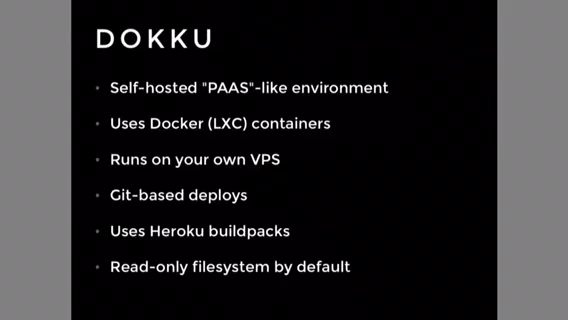 DOKKU
• Self-hosted "PAAS"-like environment
• Uses Docker (LXC) containers
• Runs on your own VPS
• Git-based deploys
• Uses Heroku buildpacks
• Read-only filesystem by default